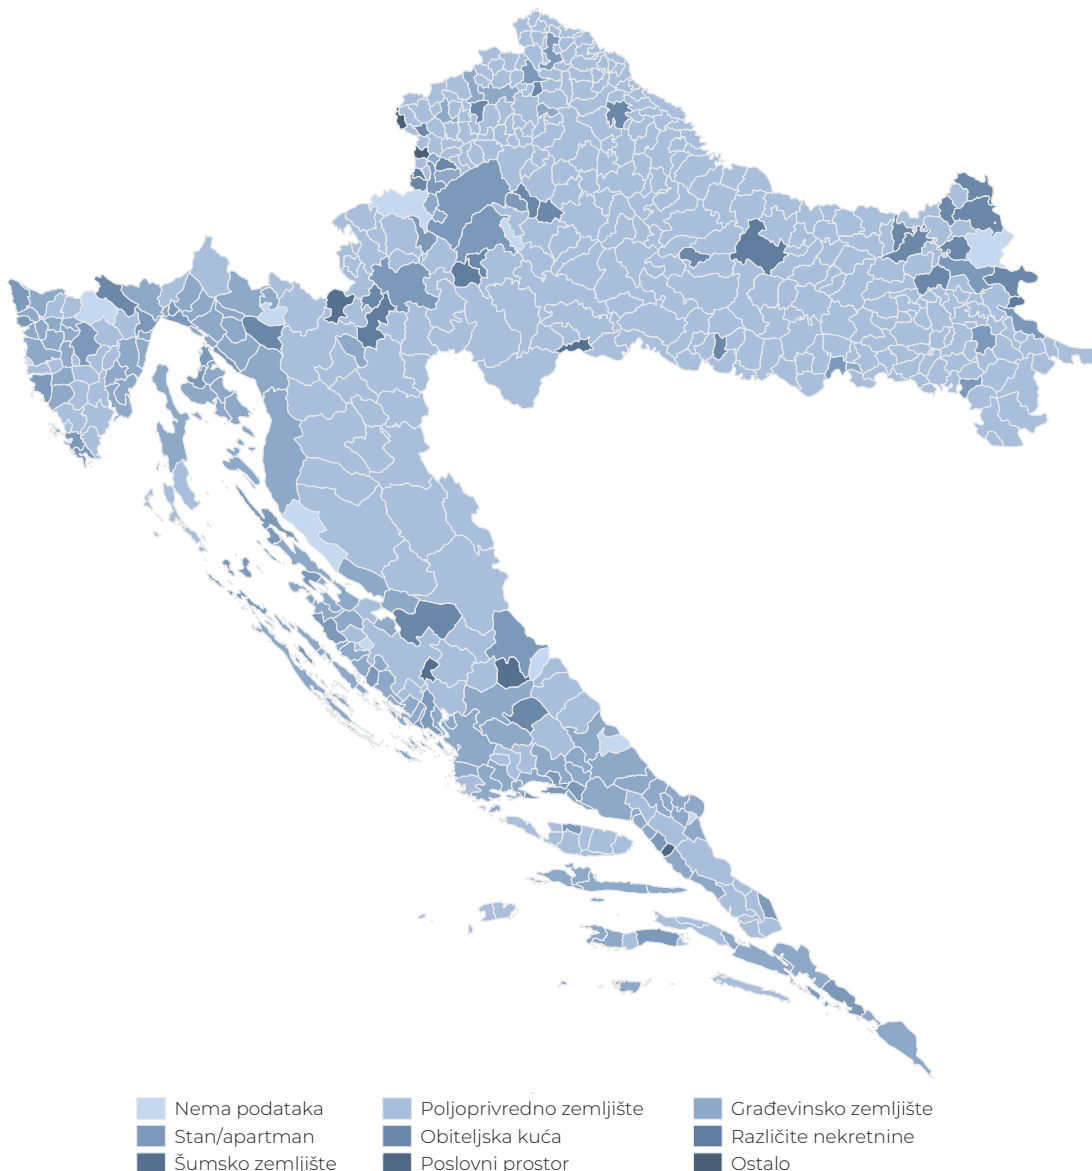 Nema podataka
Poljoprivredno zemljište
Građevinsko zemljište
Stan/apartman
Obiteljska kuća
Različite nekretnine
Šumsko zemljište
Poslovni prostor
Ostalo